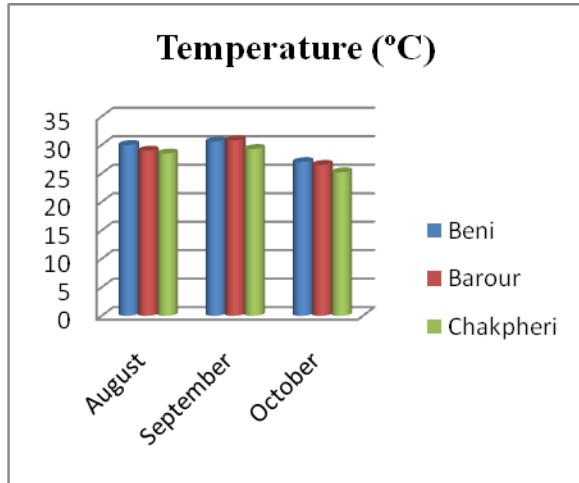 Temperature (ºC)
35
30
25
20
15
10
5
0
August
September
October
Beni
Barour
Chakpheri